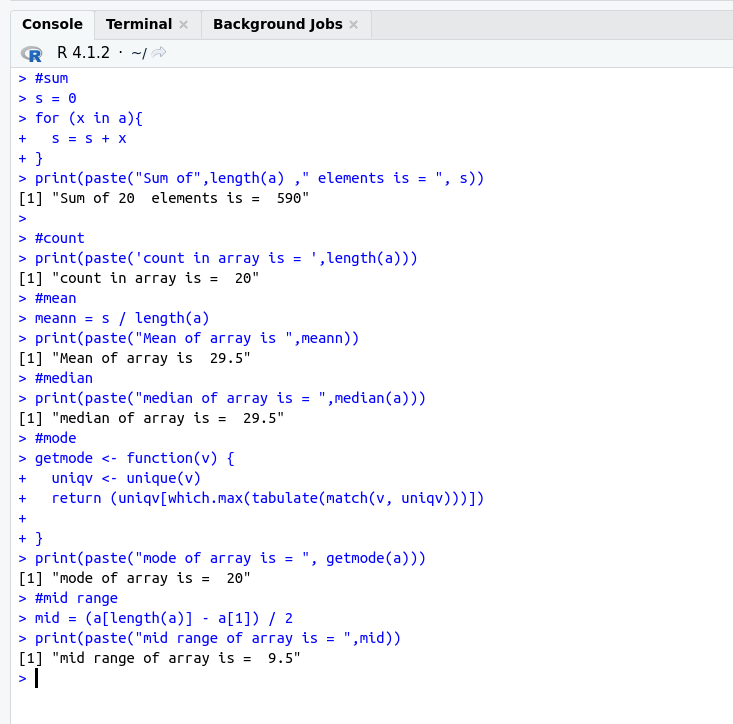 Console Terminal × Background Jobs ×
R R 4.1.2 · ~/
> #sum
> s = 0
> for (x in a){
+   s = s + x
+ }
> print(paste("Sum of",length(a) ," elements is = ", s))
[1] "Sum of 20  elements is =  590"
>
> #count
> print(paste('count in array is = ',length(a)))
[1] "count in array is =  20"
> #mean
> meann = s / length(a)
> print(paste("Mean of array is ",meann))
[1] "Mean of array is  29.5"
> #median
> print(paste("median of array is = ",median(a)))
[1] "median of array is =  29.5"
> #mode
> getmode <- function(v) {
+   uniqv <- unique(v)
+   return (uniqv[which.max(tabulate(match(v, uniqv)))])
+
+ }
> print(paste("mode of array is = ", getmode(a)))
[1] "mode of array is =  20"
> #mid range
> mid = (a[length(a)] - a[1]) / 2
> print(paste("mid range of array is = ",mid))
[1] "mid range of array is =  9.5"
>